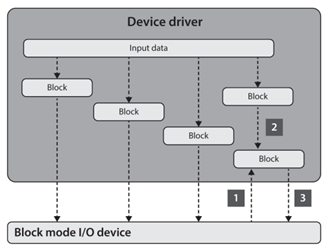 Device driver
Input data
Block
Block
Block
Block
2
Block
1
3
Block mode I/O device